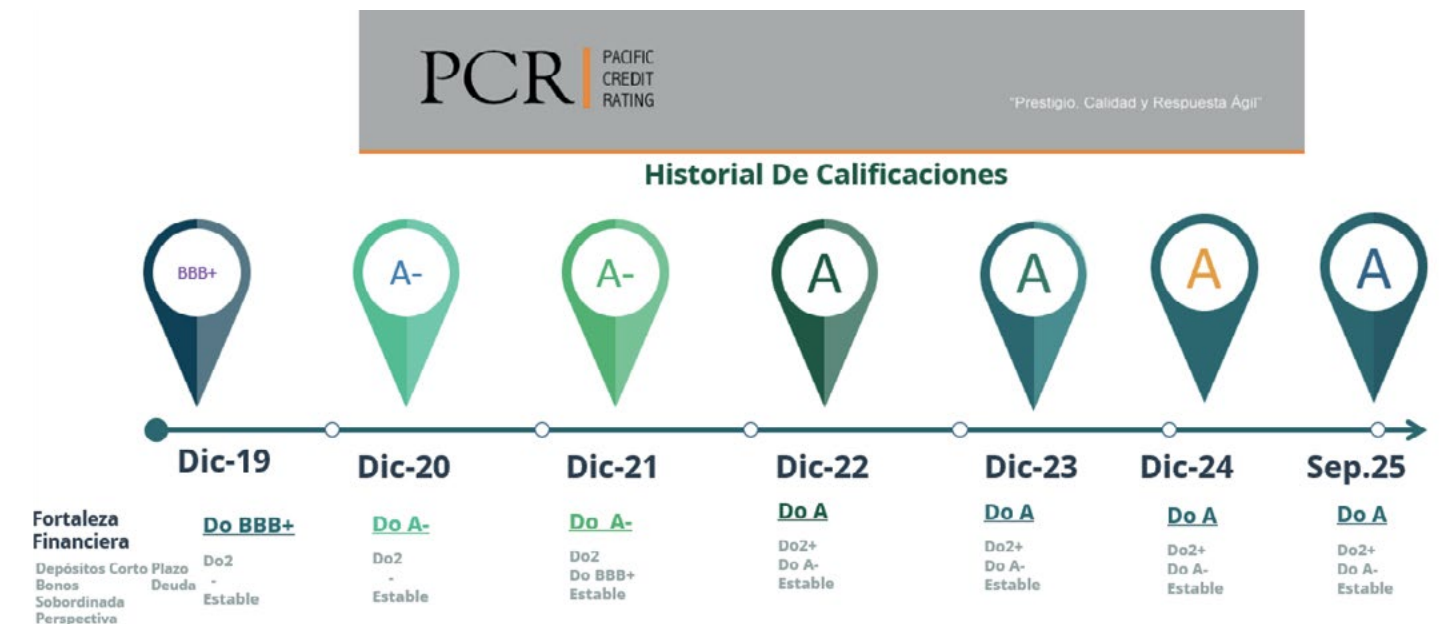 PCR
PACIFIC
CREDIT
RATING
"Prestigio. Calidad y Respuesta Ágil"
Historial De Calificaciones
BBB+ A- A- A A A A
Dic-19 Dic-20 Dic-21 Dic-22 Dic-23 Dic-24 Sep.25
Fortaleza
Financiera
Depósitos Corto Plazo
Bonos Deuda
Sobordinada
Perspectiva
Do BBB+
Do2
-
Estable
Do A-
Do2
-
Estable
Do A-
Do2
Do BBB+
Estable
Do A
Do2+
Do A-
Estable
Do A
Do2+
Do A-
Estable
Do A
Do2+
Do A-
Estable
Do A
Do2+
Do A-
Estable